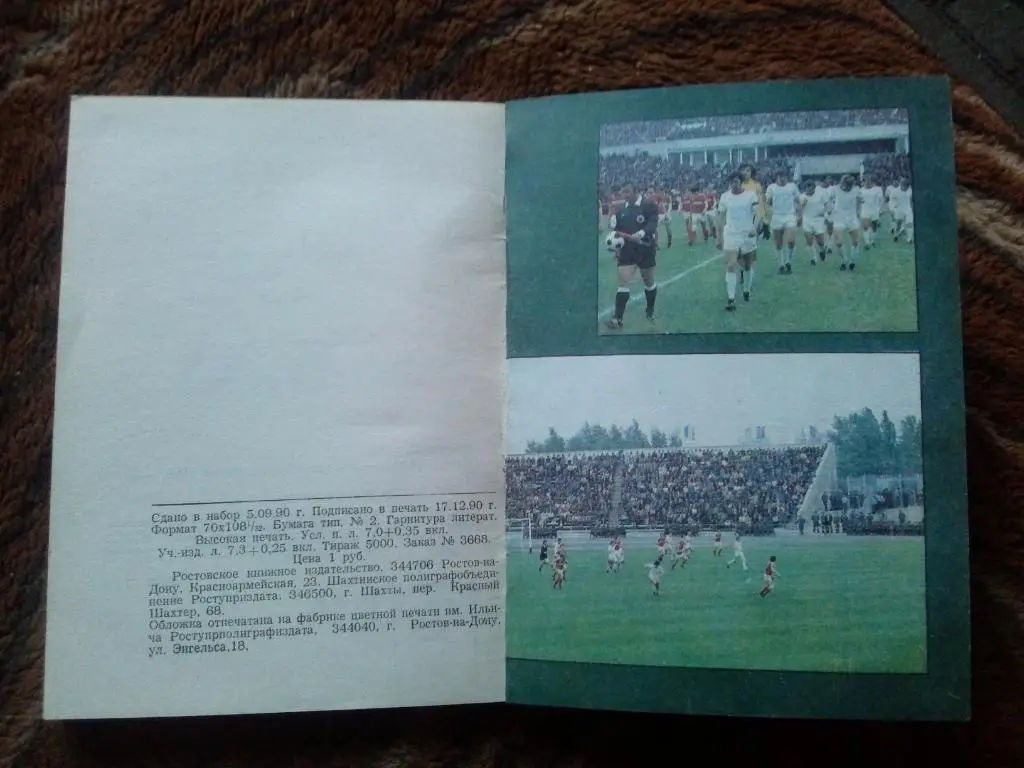 Сдано в набор 5.09.90 г. Подписано в печать 17.12.90 г.
Формат 70х108¹/₃₂. Бумага тип. № 2. Гарнитура литерат.
Высокая печать. Усл. п. л. 7,0+0,35 вкл.
Уч.-изд. л. 7,3+0,25 вкл. Тираж 5000. Заказ № 3668.
Цена 1 руб.
Ростовское книжное издательство. 344706 Ростов-на-
Дону, Красноармейская, 23. Шахтинское полиграфобъеди-
нение Роступриздата. 346500, г. Шахты, пер. Красный
Шахтер, 68.
Обложка отпечатана на фабрике цветной печати им. Ильи-
ча Роступрполиграфиздата, 344040, г. Ростов-на-Дону,
ул. Энгельса,18.